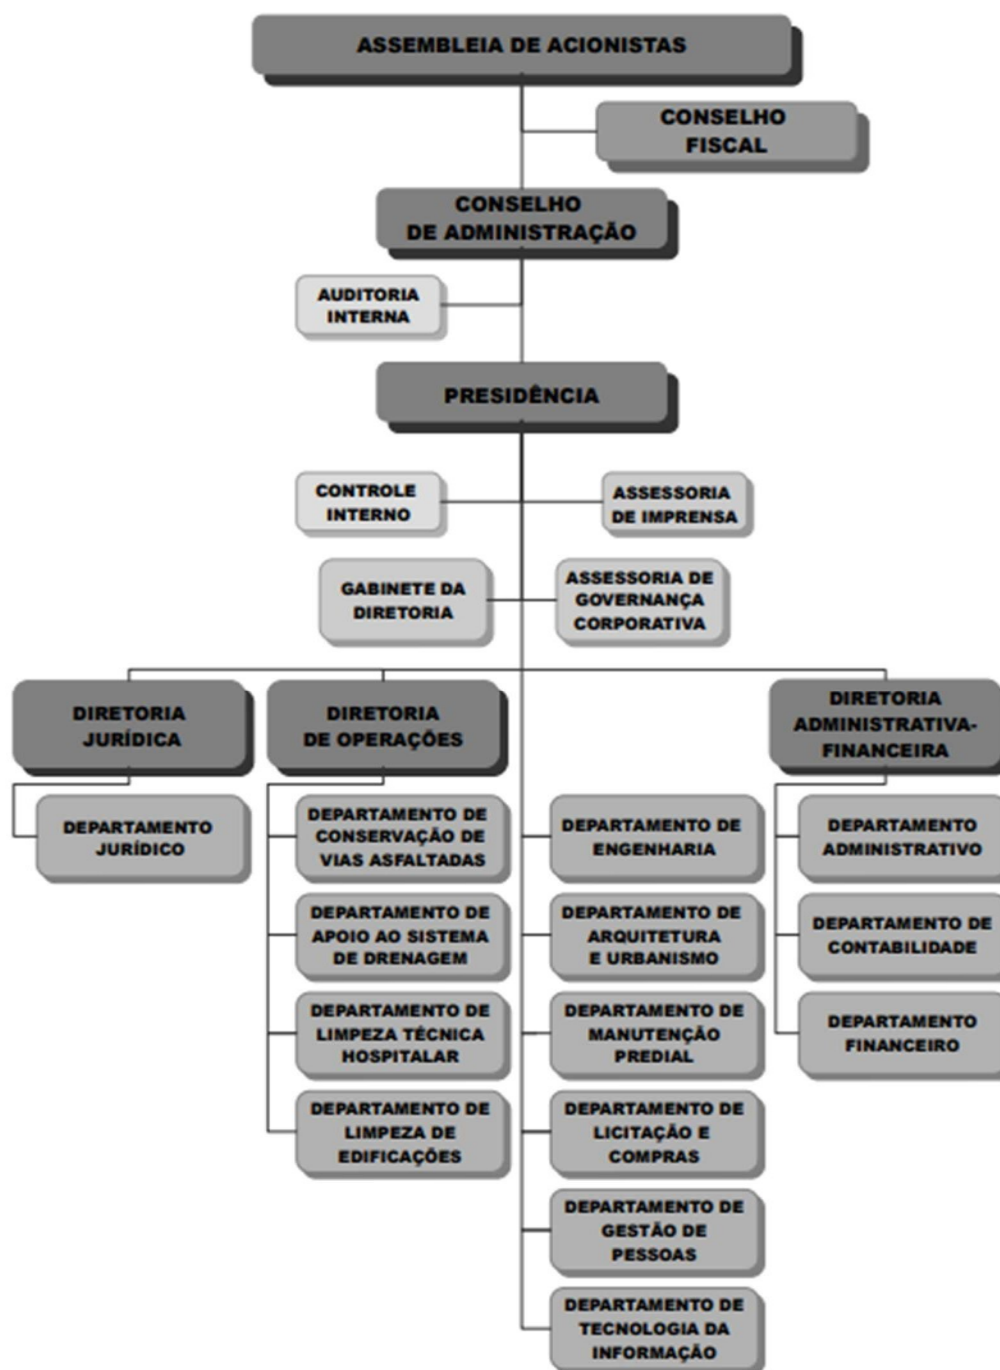 ASSEMBLEIA DE ACIONISTAS
CONSELHO
FISCAL
CONSELHO
DE ADMINISTRAÇÃO
AUDITORIA
INTERNA
PRESIDÊNCIA
CONTROLE
INTERNO
ASSESSORIA
DE IMPRENSA
GABINETE DA
DIRETORIA
ASSESSORIA DE
GOVERNANÇA
CORPORATIVA
DIRETORIA
JURÍDICA
DIRETORIA
DE OPERAÇÕES
DIRETORIA
ADMINISTRATIVA-
FINANCEIRA
DEPARTAMENTO
JURÍDICO
DEPARTAMENTO DE
CONSERVAÇÃO DE
VIAS ASFALTADAS
DEPARTAMENTO DE
APOIO AO SISTEMA
DE DRENAGEM
DEPARTAMENTO DE
LIMPEZA TÉCNICA
HOSPITALAR
DEPARTAMENTO DE
LIMPEZA DE
EDIFICAÇÕES
DEPARTAMENTO DE
ENGENHARIA
DEPARTAMENTO DE
ARQUITETURA
E URBANISMO
DEPARTAMENTO DE
MANUTENÇÃO
PREDIAL
DEPARTAMENTO DE
LICITAÇÃO E
COMPRAS
DEPARTAMENTO DE
GESTÃO DE
PESSOAS
DEPARTAMENTO DE
TECNOLOGIA DA
INFORMAÇÃO
DEPARTAMENTO
ADMINISTRATIVO
DEPARTAMENTO DE
CONTABILIDADE
DEPARTAMENTO
FINANCEIRO